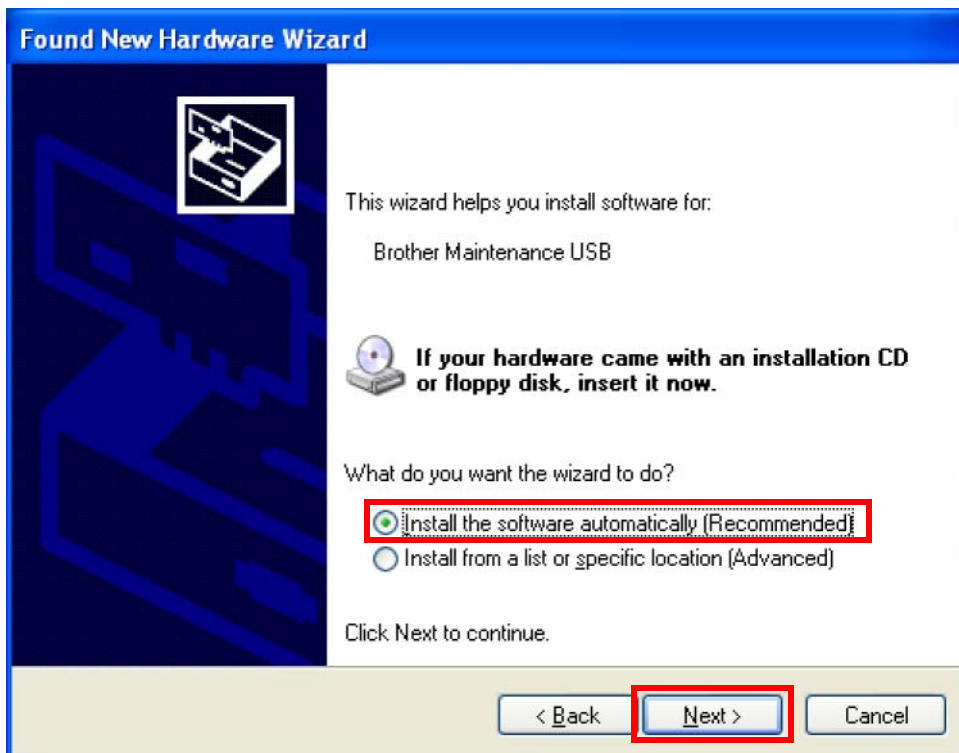 Found New Hardware Wizard
This wizard helps you install software for:
Brother Maintenance USB
If your hardware came with an installation CD
or floppy disk, insert it now.
What do you want the wizard to do?
Install the software automatically (Recommended)
Install from a list or specific location (Advanced)
Click Next to continue.
< Back
Next >
Cancel